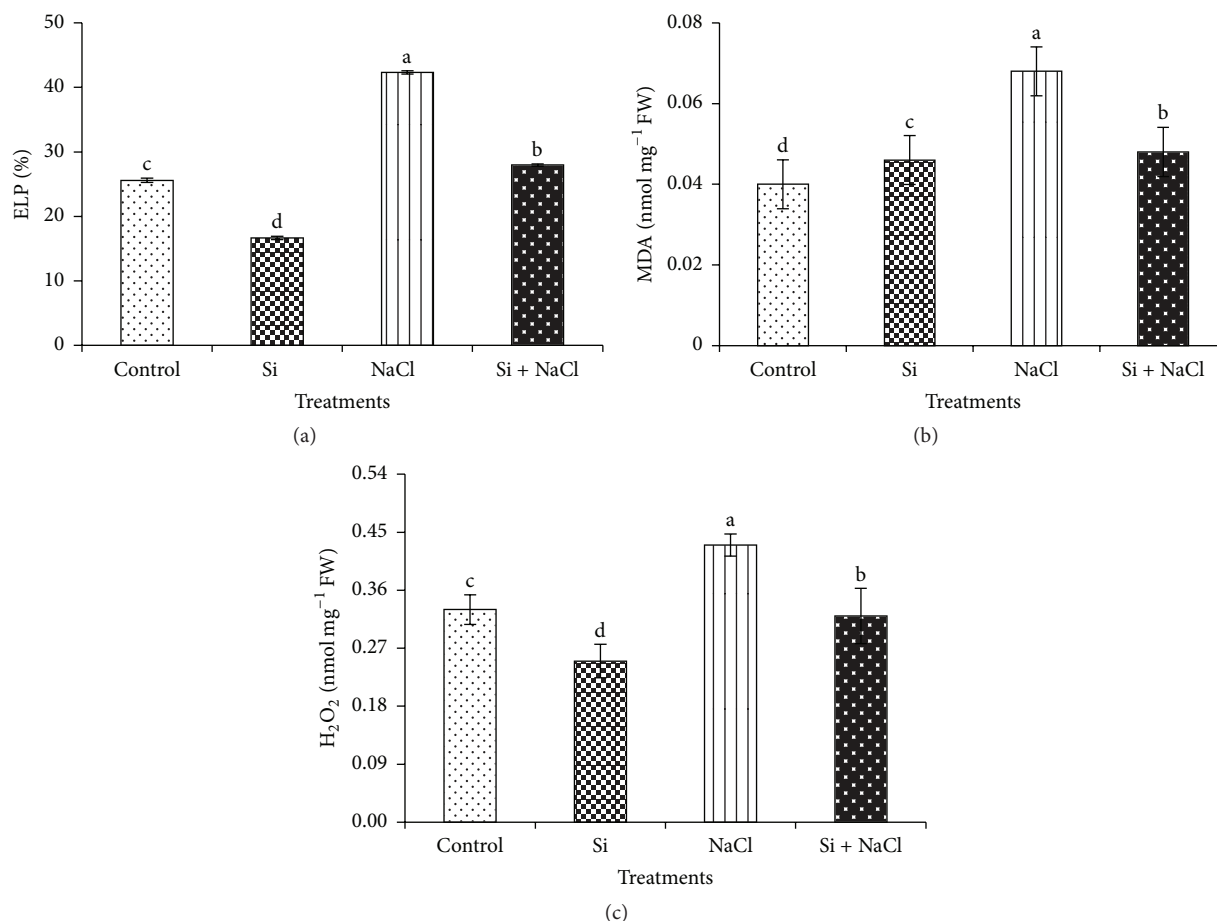 50
40
30
20
10
0
ELP (%)
c
d
a
b
Control Si NaCl Si + NaCl
Treatments
(a)
0.08
0.06
0.04
0.02
0
MDA (nmol mg⁻¹ FW)
d
c
a
b
Control Si NaCl Si + NaCl
Treatments
(b)
0.54
0.45
0.36
0.27
0.18
0.09
0.00
H₂O₂ (nmol mg⁻¹ FW)
c
d
a
b
Control Si NaCl Si + NaCl
Treatments
(c)